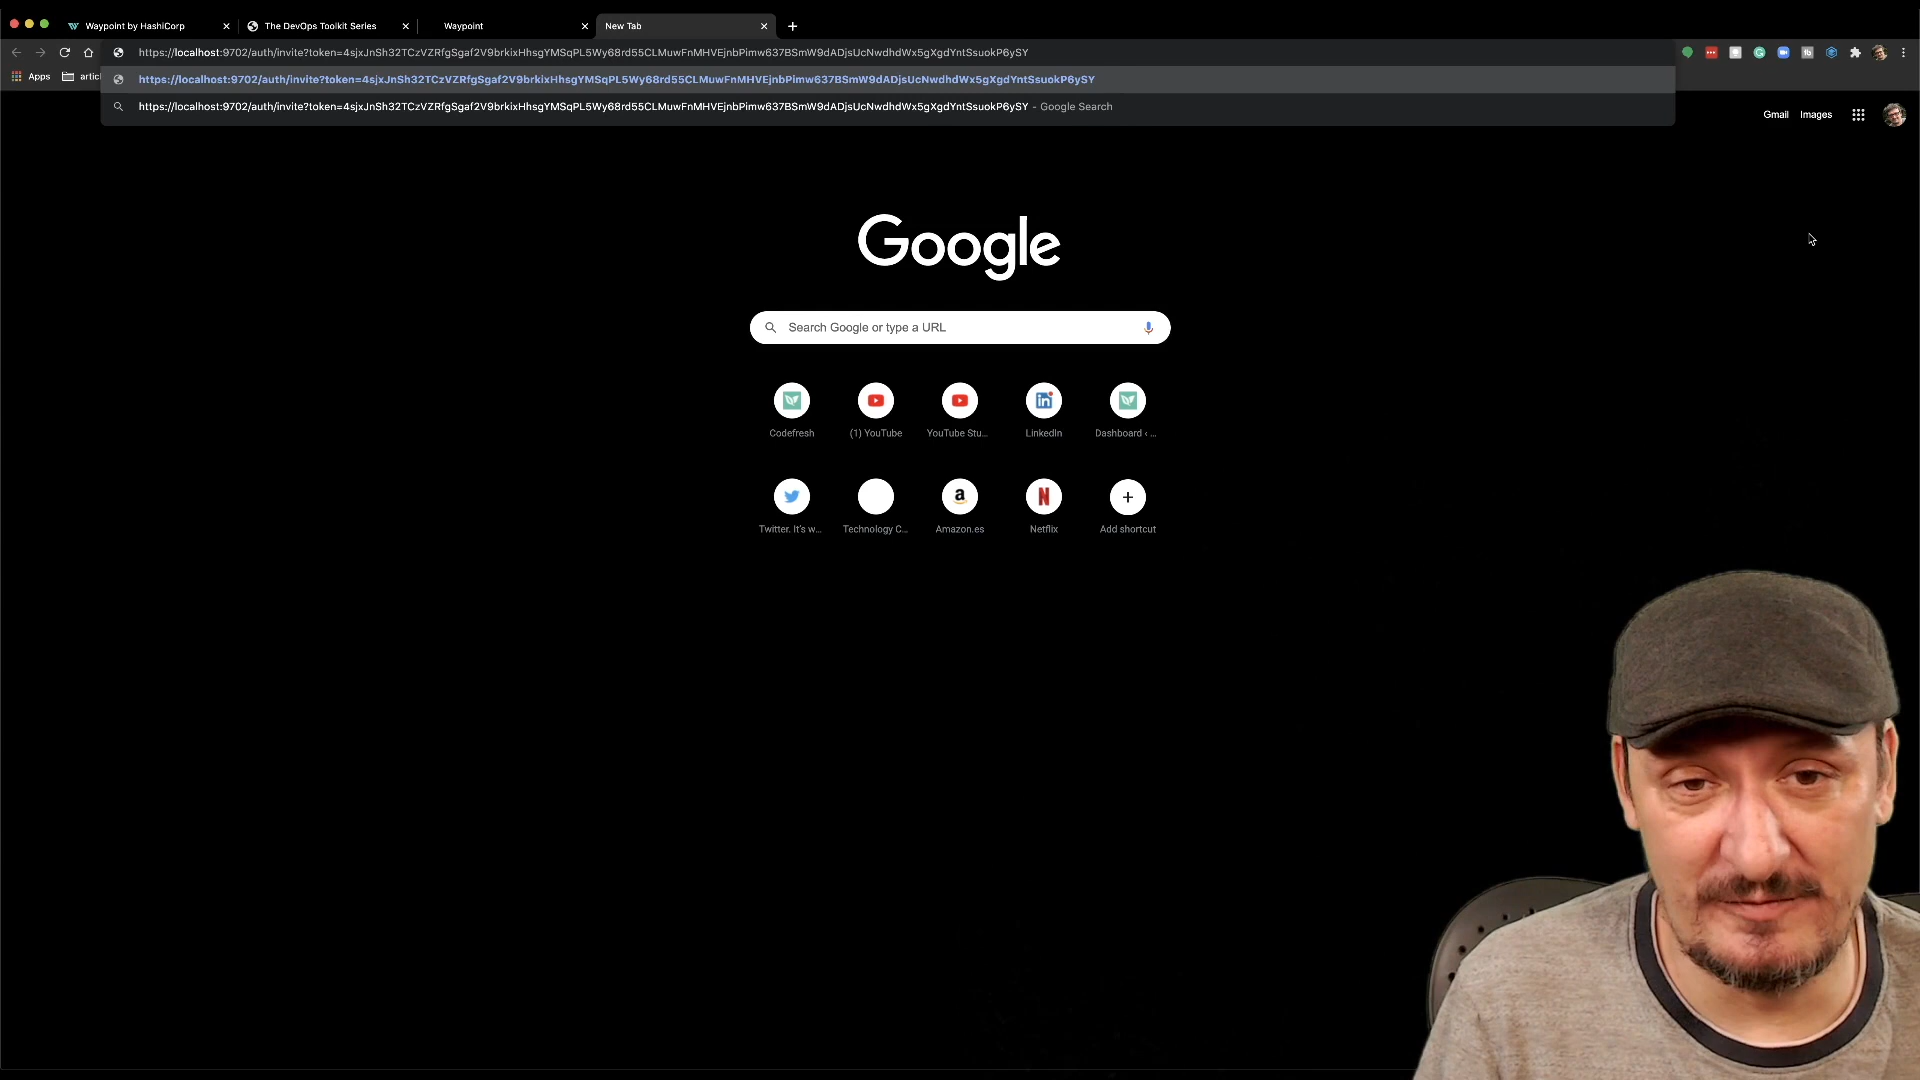 Waypoint by HashiCorp
The DevOps Toolkit Series
Waypoint
New Tab
https://localhost:9702/auth/invite?token=4sjxJnSh32TCzVZRfgSgaf2V9brkixHhsgYMSqPL5Wy68rd55CLMuwFnMHVEjnbPimw637BSmW9dADjsUcNwdhdWx5gXgdYntSsuokP6ySY
Apps
articl
https://localhost:9702/auth/invite?token=4sjxJnSh32TCzVZRfgSgaf2V9brkixHhsgYMSqPL5Wy68rd55CLMuwFnMHVEjnbPimw637BSmW9dADjsUcNwdhdWx5gXgdYntSsuokP6ySY
https://localhost:9702/auth/invite?token=4sjxJnSh32TCzVZRfgSgaf2V9brkixHhsgYMSqPL5Wy68rd55CLMuwFnMHVEjnbPimw637BSmW9dADjsUcNwdhdWx5gXgdYntSsuokP6ySY - Google Search
Gmail
Images
Google
Search Google or type a URL
Codefresh
(1) YouTube
YouTube Stu...
LinkedIn
Dashboard ‹ ...
Twitter. It's w...
Technology C...
Amazon.es
Netflix
Add shortcut